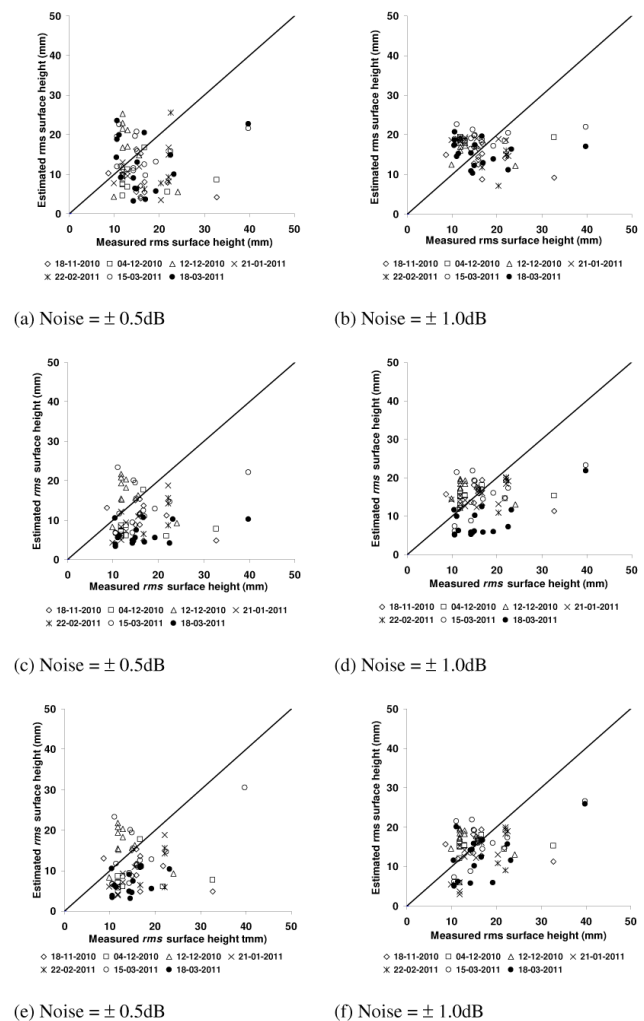 Estimated rms surface height (mm)
50
40
30
20
10
0
0 10 20 30 40 50
Measured rms surface height (mm)
◇ 18-11-2010 □ 04-12-2010 △ 12-12-2010 × 21-01-2011
ж 22-02-2011 ○ 15-03-2011 ● 18-03-2011
(a) Noise = ± 0.5dB
Estimated rms surface height (mm)
50
40
30
20
10
0
0 10 20 30 40 50
Measured rms surface height (mm)
◇ 18-11-2010 □ 04-12-2010 △ 12-12-2010 × 21-01-2011
ж 22-02-2011 ○ 15-03-2011 ● 18-03-2011
(b) Noise = ± 1.0dB
Estimated rms surface height (mm)
50
40
30
20
10
0
0 10 20 30 40 50
Measured rms surface height (mm)
◇ 18-11-2010 □ 04-12-2010 △ 12-12-2010 × 21-01-2011
ж 22-02-2011 ○ 15-03-2011 ● 18-03-2011
(c) Noise = ± 0.5dB
Estimated rms surface height (mm)
50
40
30
20
10
0
0 10 20 30 40 50
Measured rms surface height (mm)
◇ 18-11-2010 □ 04-12-2010 △ 12-12-2010 × 21-01-2011
ж 22-02-2011 ○ 15-03-2011 ● 18-03-2011
(d) Noise = ± 1.0dB
Estimated rms surface height (mm)
50
40
30
20
10
0
0 10 20 30 40 50
Measured rms surface height tmm)
◇ 18-11-2010 □ 04-12-2010 △ 12-12-2010 × 21-01-2011
ж 22-02-2011 ○ 15-03-2011 ● 18-03-2011
(e) Noise = ± 0.5dB
Estimated rms surface height (mm)
50
40
30
20
10
0
0 10 20 30 40 50
Measured rms surface height (mm)
◇ 18-11-2010 □ 04-12-2010 △ 12-12-2010 × 21-01-2011
ж 22-02-2011 ○ 15-03-2011 ● 18-03-2011
(f) Noise = ± 1.0dB